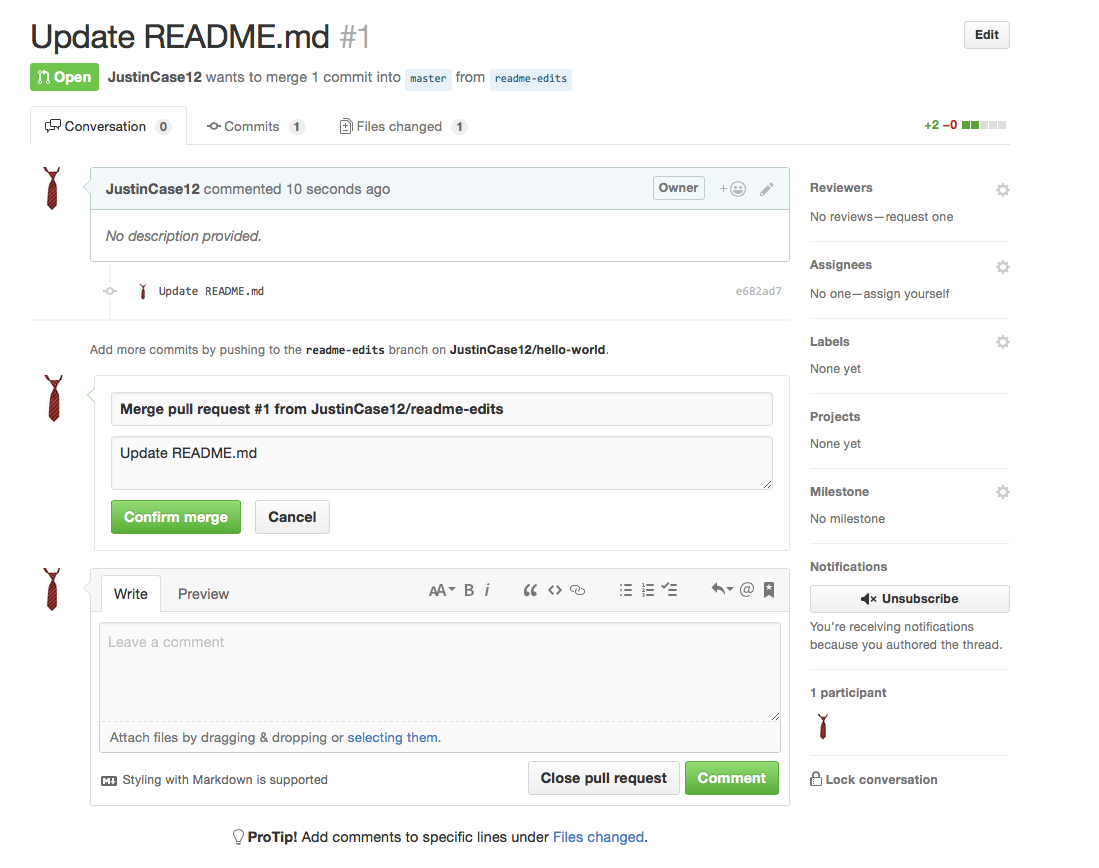 Update README.md #1
Edit
Open JustinCase12 wants to merge 1 commit into master from readme-edits
Conversation 0 Commits 1 Files changed 1 +2 −0
JustinCase12 commented 10 seconds ago Owner +
No description provided.
Update README.md e682ad7
Add more commits by pushing to the readme-edits branch on JustinCase12/hello-world.
Merge pull request #1 from JustinCase12/readme-edits
Update README.md
Confirm merge Cancel
Write Preview AA B i “ <> @
Leave a comment
Attach files by dragging & dropping or selecting them.
Styling with Markdown is supported
Close pull request Comment
ProTip! Add comments to specific lines under Files changed.
Reviewers
No reviews—request one
Assignees
No one—assign yourself
Labels
None yet
Projects
None yet
Milestone
No milestone
Notifications
Unsubscribe
You’re receiving notifications
because you authored the thread.
1 participant
Lock conversation